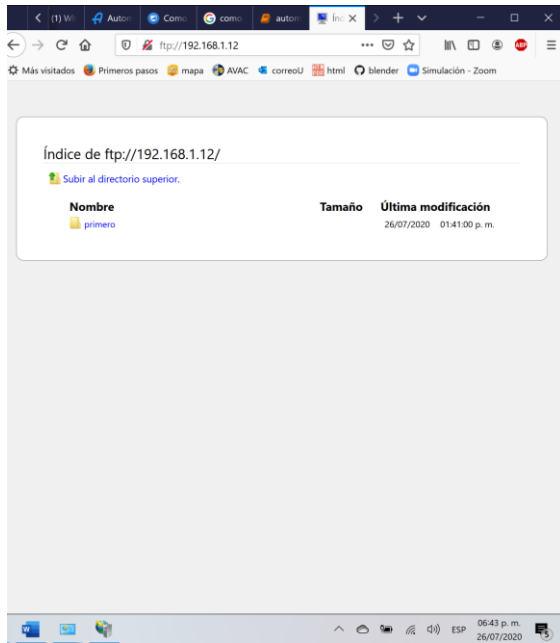 (1) Wh Autom Como como autom Índ
ftp://192.168.1.12
Más visitados Primeros pasos mapa AVAC correoU html blender Simulación - Zoom
Índice de ftp://192.168.1.12/
Subir al directorio superior.
Nombre Tamaño Última modificación
primero 26/07/2020 01:41:00 p. m.
06:43 p. m.
ESP
26/07/2020